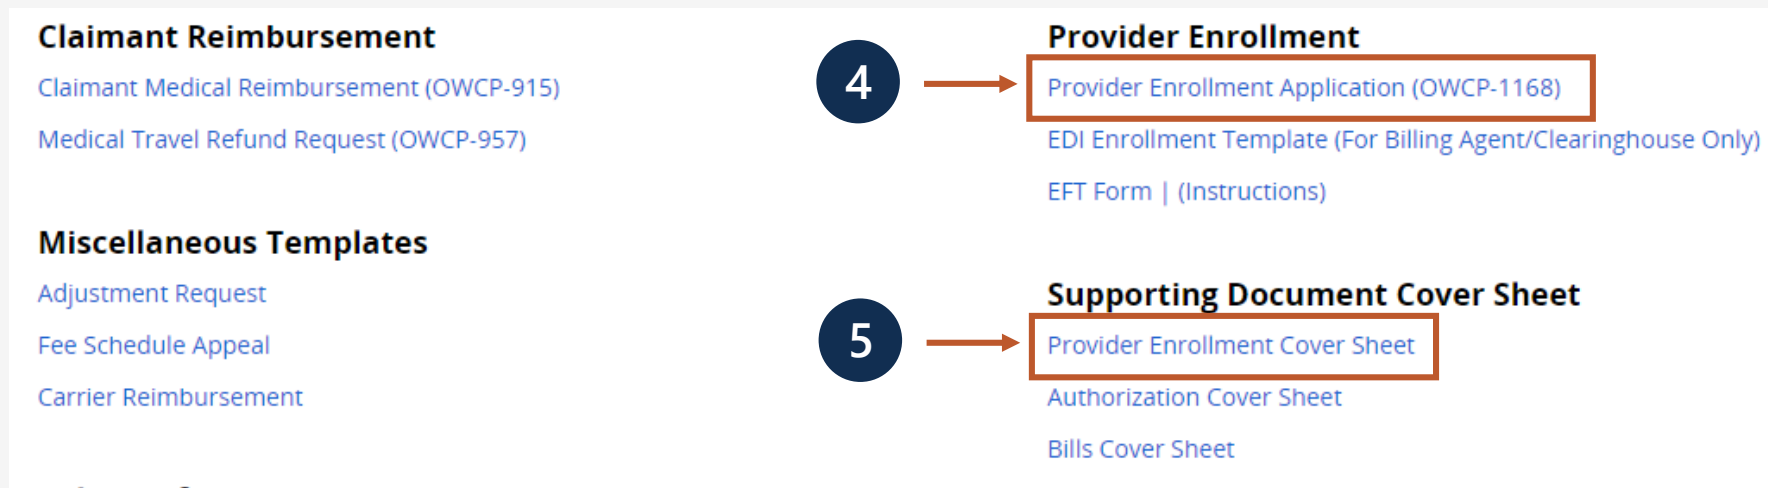 Claimant Reimbursement
Claimant Medical Reimbursement (OWCP-915)
Medical Travel Refund Request (OWCP-957)
Miscellaneous Templates
Adjustment Request
Fee Schedule Appeal
Carrier Reimbursement
Provider Enrollment
4
Provider Enrollment Application (OWCP-1168)
EDI Enrollment Template (For Billing Agent/Clearinghouse Only)
EFT Form | (Instructions)
Supporting Document Cover Sheet
5
Provider Enrollment Cover Sheet
Authorization Cover Sheet
Bills Cover Sheet